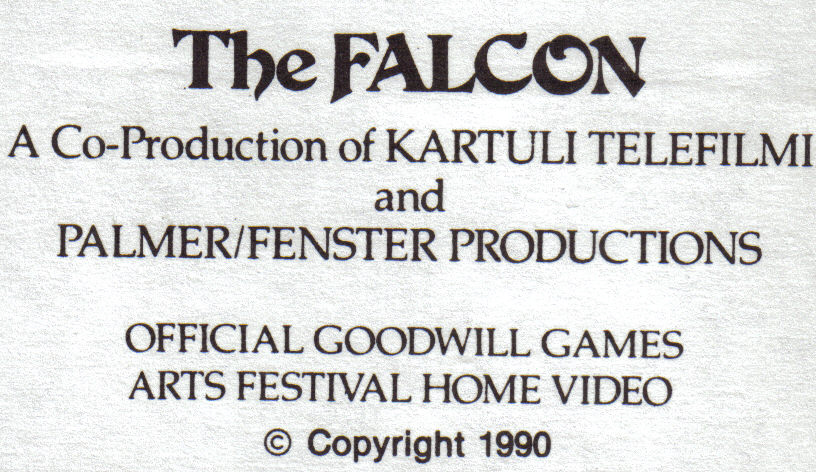 The FALCON
A Co-Production of KARTULI TELEFILMI
and
PALMER/FENSTER PRODUCTIONS
OFFICIAL GOODWILL GAMES
ARTS FESTIVAL HOME VIDEO
© Copyright 1990